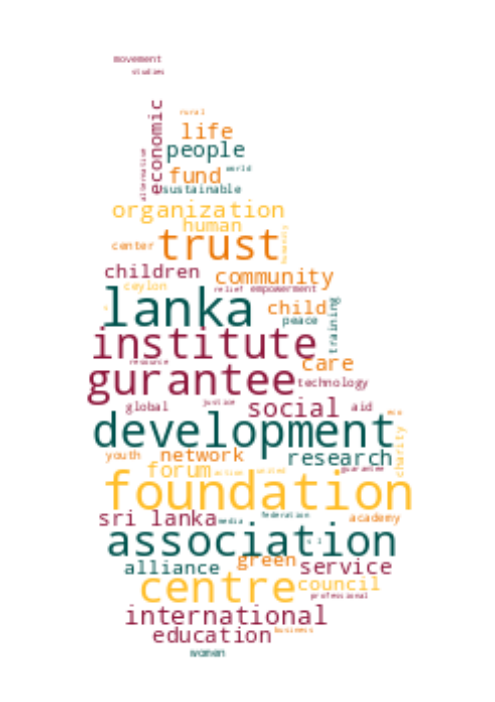 movement
studies
economic
rural
life
people
alternative
world
fund
sustainable
organization
human
humanity
center trust
children community
ceylon relief empowerment
lanka child
peace training
institute
resource care
gurantee technology
global justice social aid
development
charity
youth network research
forum action united guarantee
foundation
sri lanka media federation academy
association
alliance green service
centre council
professional
international
education business
women